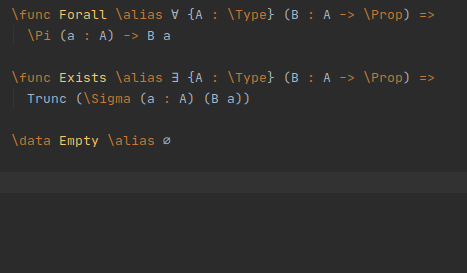 \func Forall \alias ∀ {A : \Type} (B : A -> \Prop) =>
\Pi (a : A) -> B a
\func Exists \alias ∃ {A : \Type} (B : A -> \Prop) =>
Trunc (\Sigma (a : A) (B a))
\data Empty \alias ∅